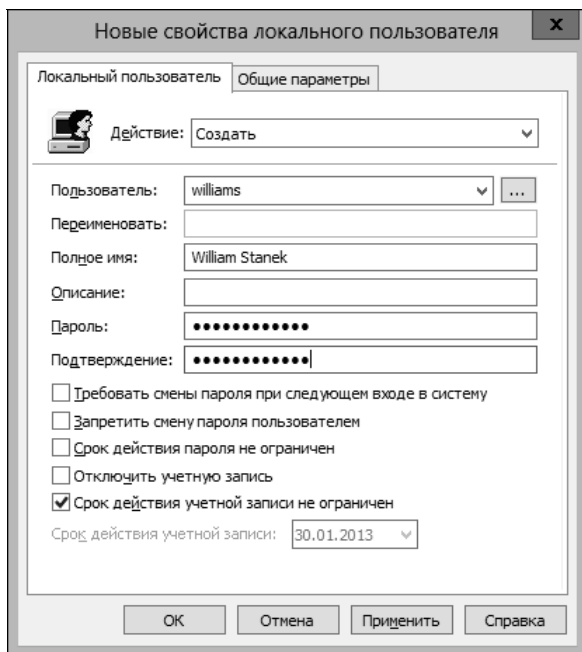 Новые свойства локального пользователя
x
Локальный пользователь Общие параметры
Действие: Создать
Пользователь: williams ...
Переименовать:
Полное имя: William Stanek
Описание:
Пароль: ●●●●●●●●●●●●
Подтверждение: ●●●●●●●●●●●●
Требовать смены пароля при следующем входе в систему
Запретить смену пароля пользователем
Срок действия пароля не ограничен
Отключить учетную запись
Срок действия учетной записи не ограничен
Срок действия учетной записи: 30.01.2013
ОК Отмена Применить Справка